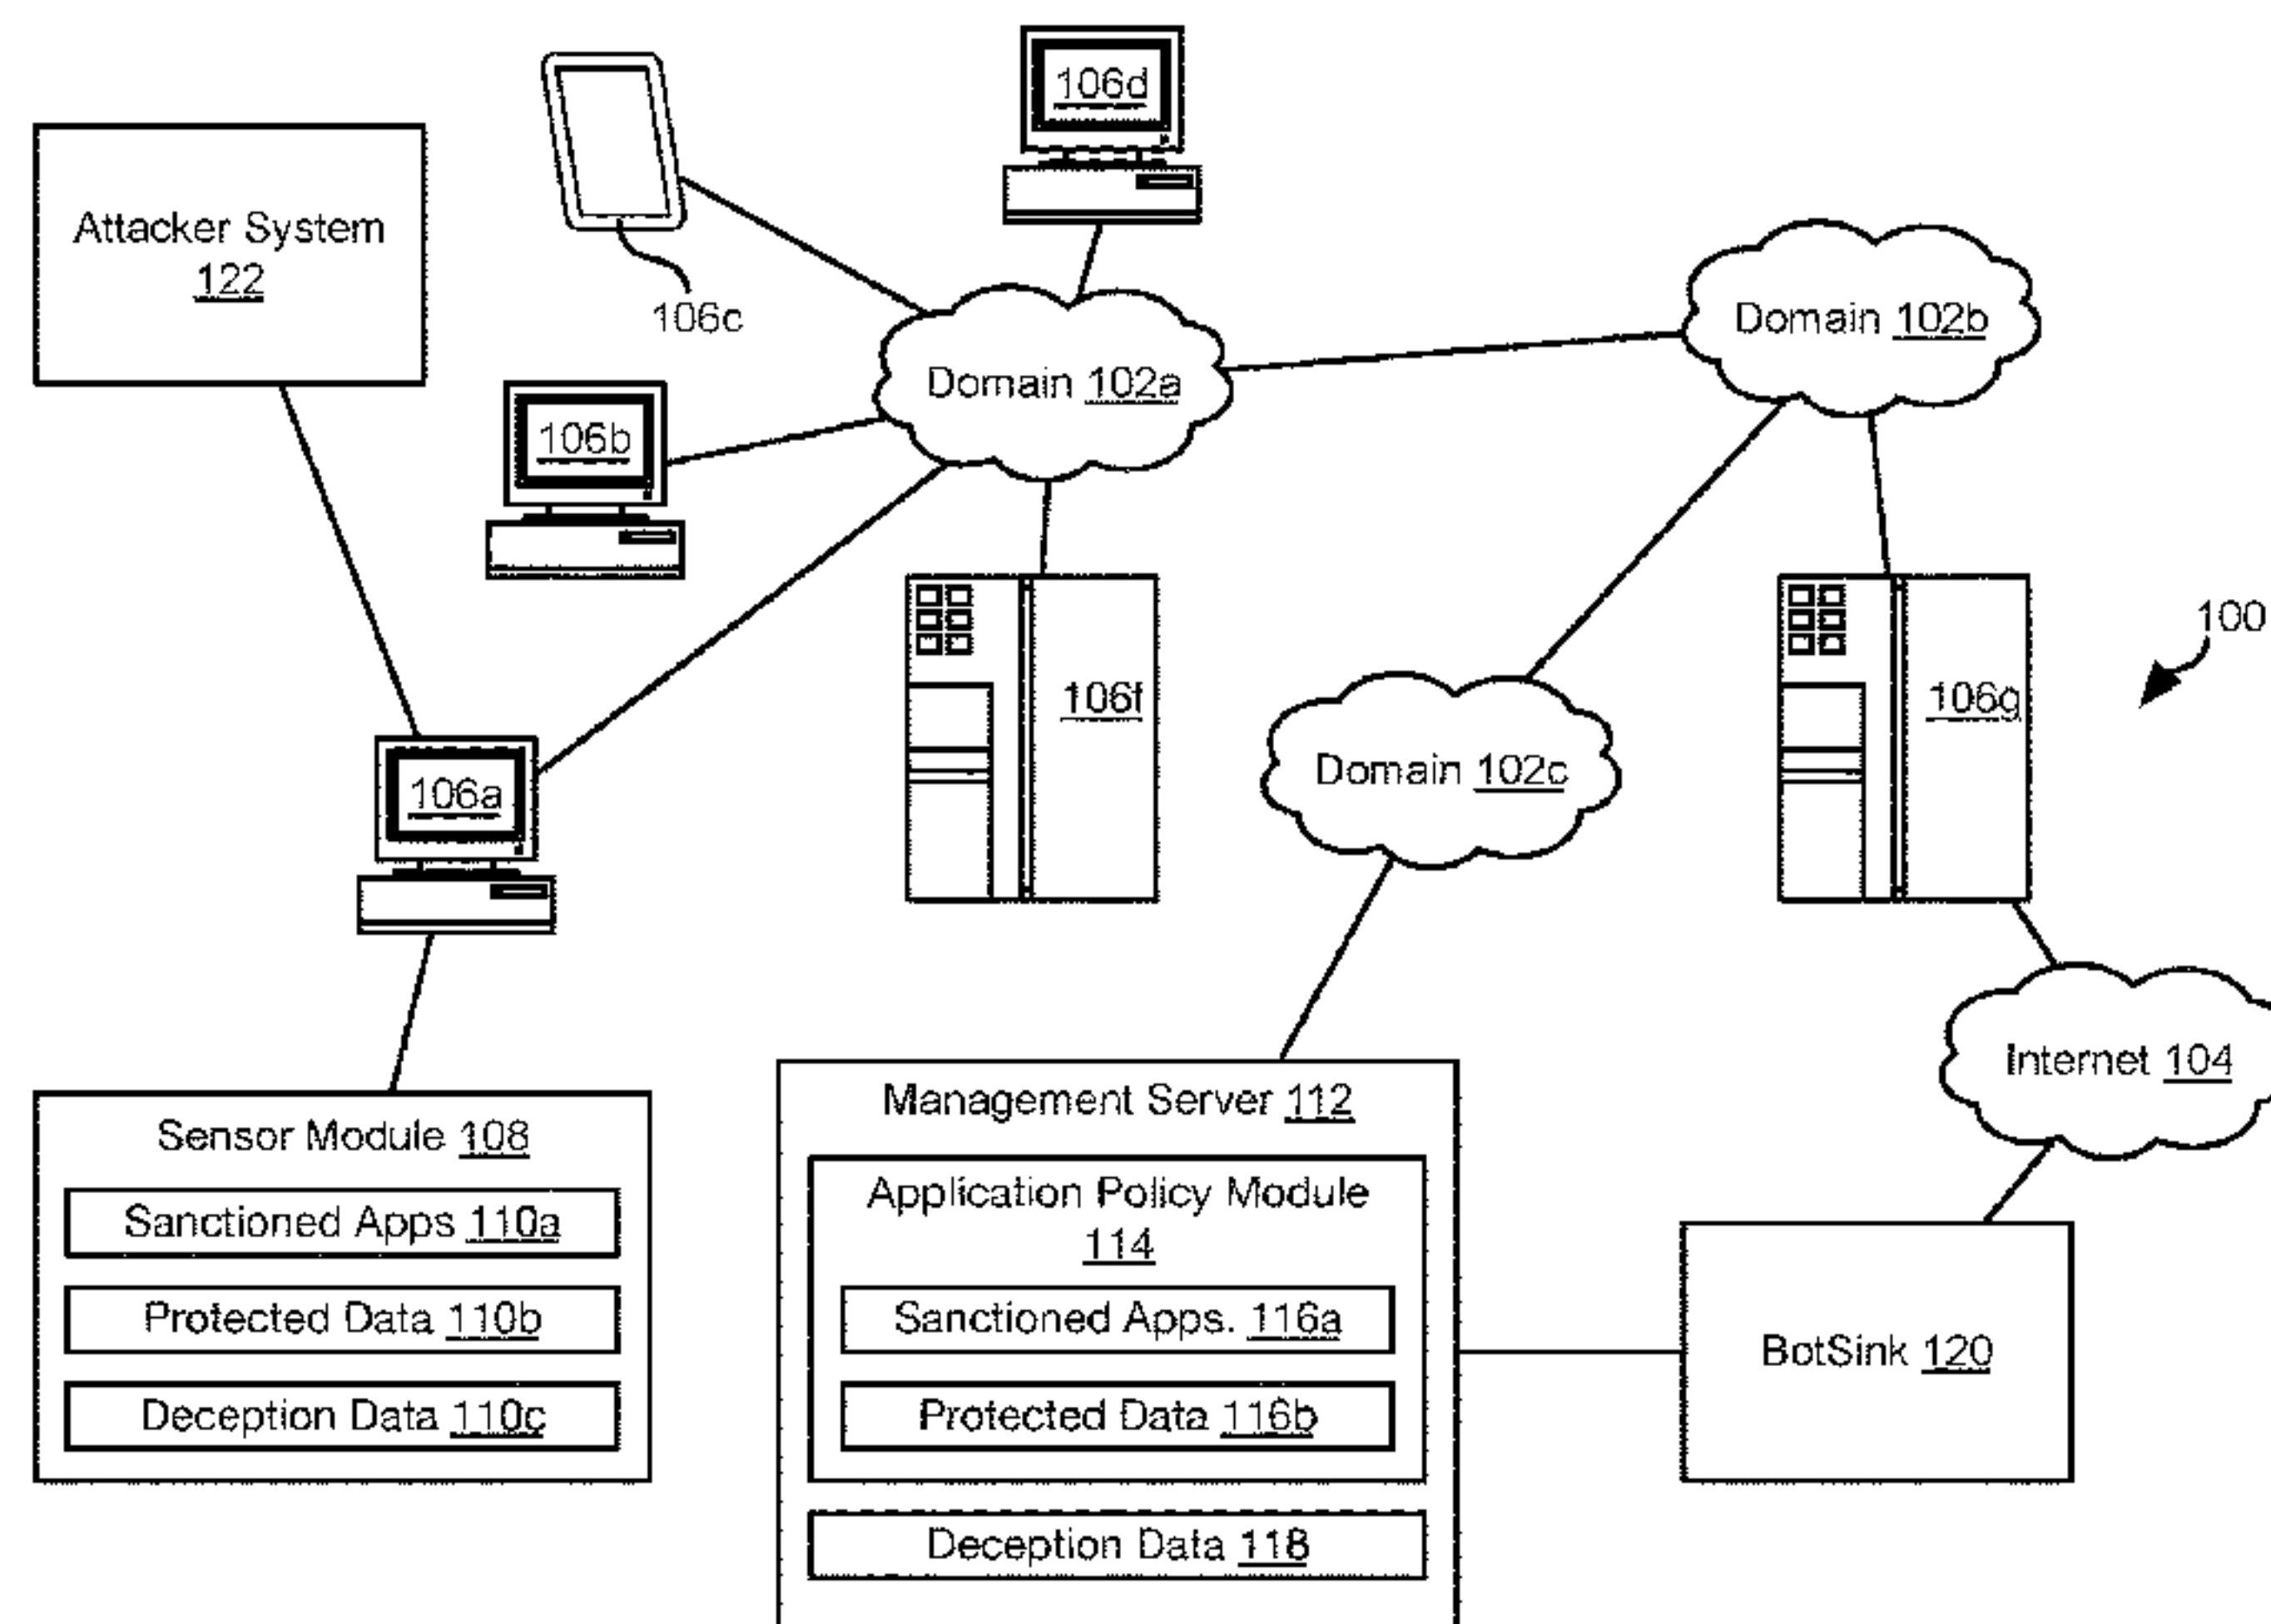 106d
Attacker System
122
106c
Domain 102b
Domain 102a
106b
100
106f
106g
Domain 102c
106a
Internet 104
Management Server 112
Sensor Module 108
Application Policy Module
114
Sanctioned Apps 110a
Protected Data 110b
Deception Data 110c
Sanctioned Apps. 116a
Protected Data 116b
BotSink 120
Deception Data 118